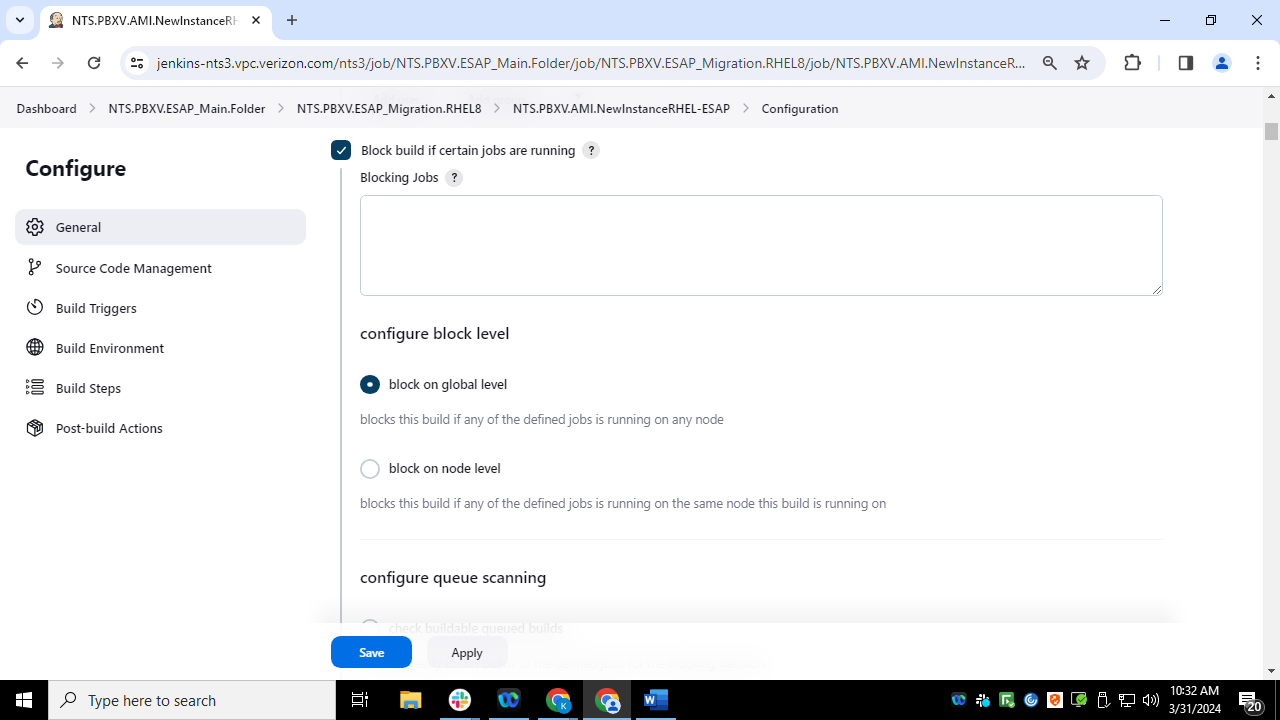 NTS.PBXV.AMI.NewInstanceRH
jenkins-nts3.vpc.verizon.com/nts3/job/NTS.PBXV.ESAP_Main.Folder/job/NTS.PBXV.ESAP_Migration.RHEL8/job/NTS.PBXV.AMI.NewInstanceR...
Dashboard
NTS.PBXV.ESAP_Main.Folder
NTS.PBXV.ESAP_Migration.RHEL8
NTS.PBXV.AMI.NewInstanceRHEL-ESAP
Configuration
Configure
General
Source Code Management
Build Triggers
Build Environment
Build Steps
Post-build Actions
Block build if certain jobs are running ?
Blocking Jobs ?
configure block level
block on global level
blocks this build if any of the defined jobs is running on any node
block on node level
blocks this build if any of the defined jobs is running on the same node this build is running on
configure queue scanning
check buildable queued builds
Save
Apply
Type here to search
10:32 AM
3/31/2024
20